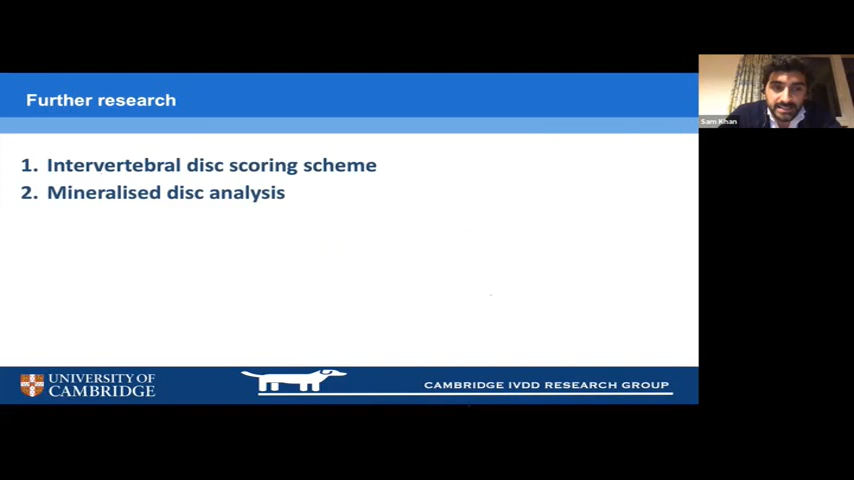 Further research
Sam Khan
1. Intervertebral disc scoring scheme
2. Mineralised disc analysis
UNIVERSITY OF
CAMBRIDGE
CAMBRIDGE IVDD RESEARCH GROUP